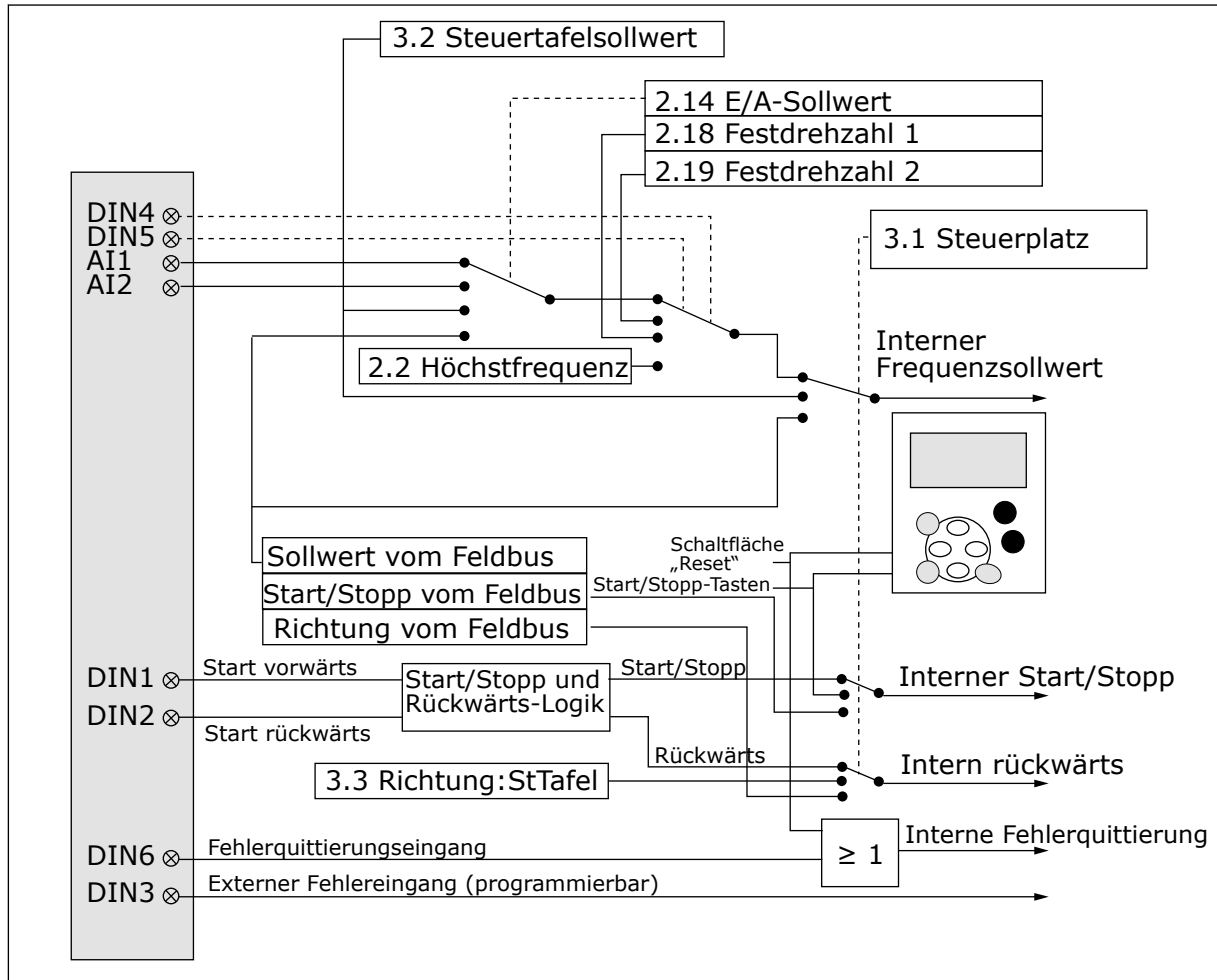 3.2 Steuertafelsollwert
2.14 E/A-Sollwert
2.18 Festdrehzahl 1
2.19 Festdrehzahl 2
DIN4
DIN5
AI1
AI2
3.1 Steuerplatz
2.2 Höchstfrequenz
Interner
Frequenzsollwert
Sollwert vom Feldbus
Start/Stopp vom Feldbus
Richtung vom Feldbus
Schaltfläche
„Reset“
Start/Stopp-Tasten
DIN1
Start vorwärts
DIN2
Start rückwärts
Start/Stopp und
Rückwärts-Logik
Start/Stopp
Interner Start/Stopp
Rückwärts
3.3 Richtung:StTafel
Intern rückwärts
DIN6
Fehlerquittierungseingang
≥ 1
Interne Fehlerquittierung
DIN3
Externer Fehlereingang (programmierbar)